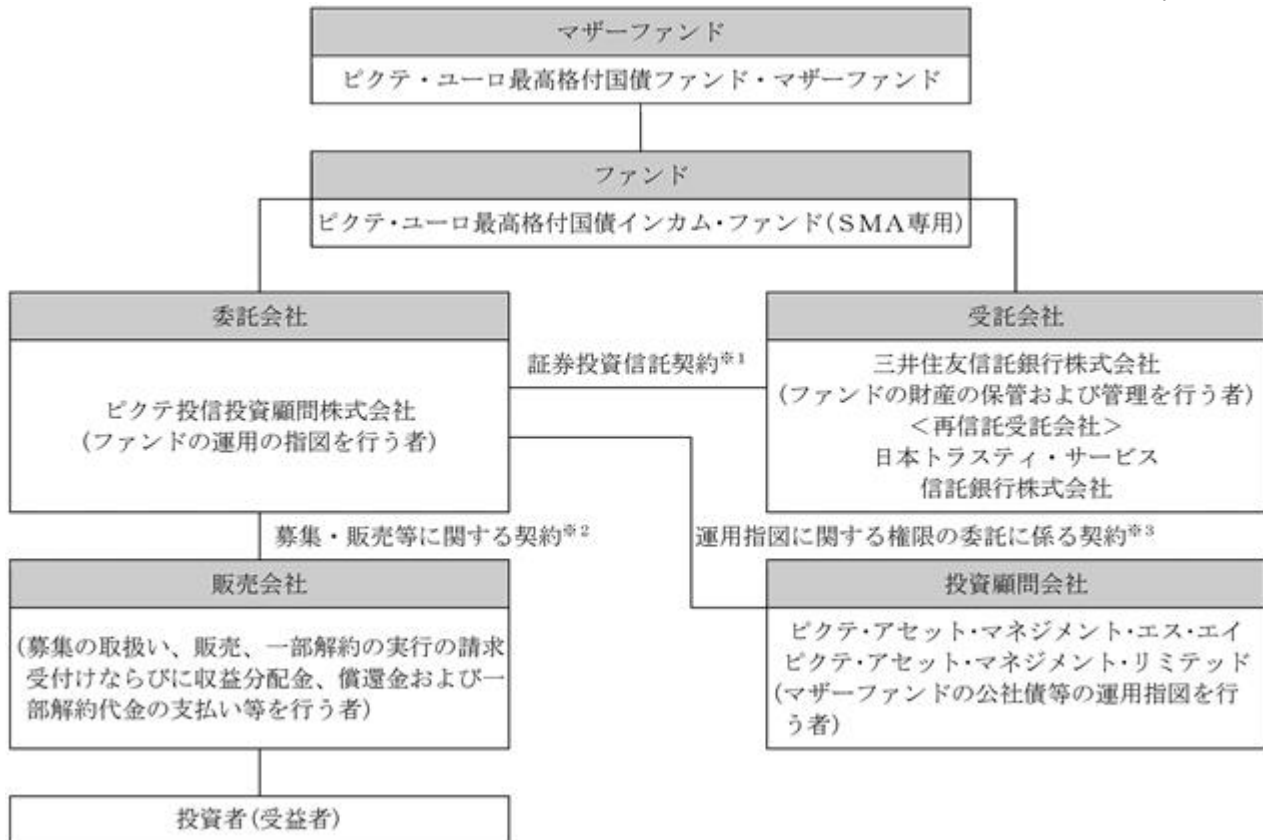 マザーファンド
ピクテ・ユーロ最高格付国債ファンド・マザーファンド
ファンド
ピクテ・ユーロ最高格付国債インカム・ファンド(SMA専用)
委託会社
ピクテ投信投資顧問株式会社
(ファンドの運用の指図を行う者)
証券投資信託契約※1
受託会社
三井住友信託銀行株式会社
(ファンドの財産の保管および管理を行う者)
<再信託受託会社>
日本トラスティ・サービス
信託銀行株式会社
募集・販売等に関する契約※2
運用指図に関する権限の委託に係る契約※3
販売会社
(募集の取扱い、販売、一部解約の実行の請求
受付けならびに収益分配金、償還金および一
部解約代金の支払い等を行う者)
投資顧問会社
ピクテ・アセット・マネジメント・エス・エイ
ピクテ・アセット・マネジメント・リミテッド
(マザーファンドの公社債等の運用指図を行
う者)
投資者(受益者)